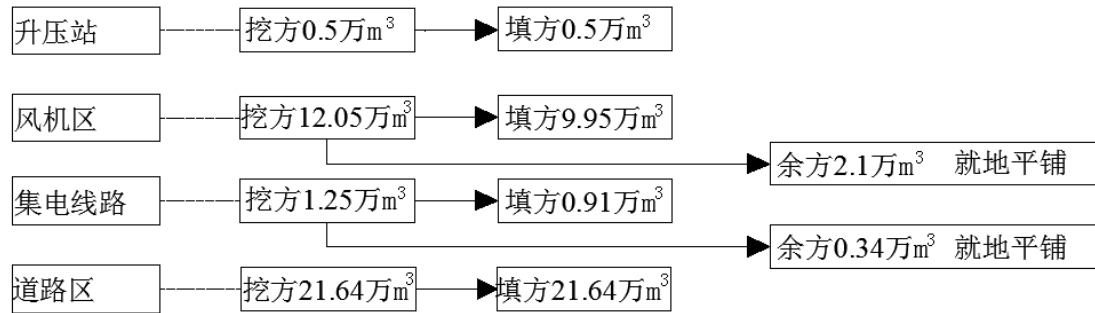 升压站 挖方0.5万m³ 填方0.5万m³
风机区 挖方12.05万m³ 填方9.95万m³
余方2.1万m³ 就地平铺
集电线路 挖方1.25万m³ 填方0.91万m³
余方0.34万m³ 就地平铺
道路区 挖方21.64万m³ 填方21.64万m³